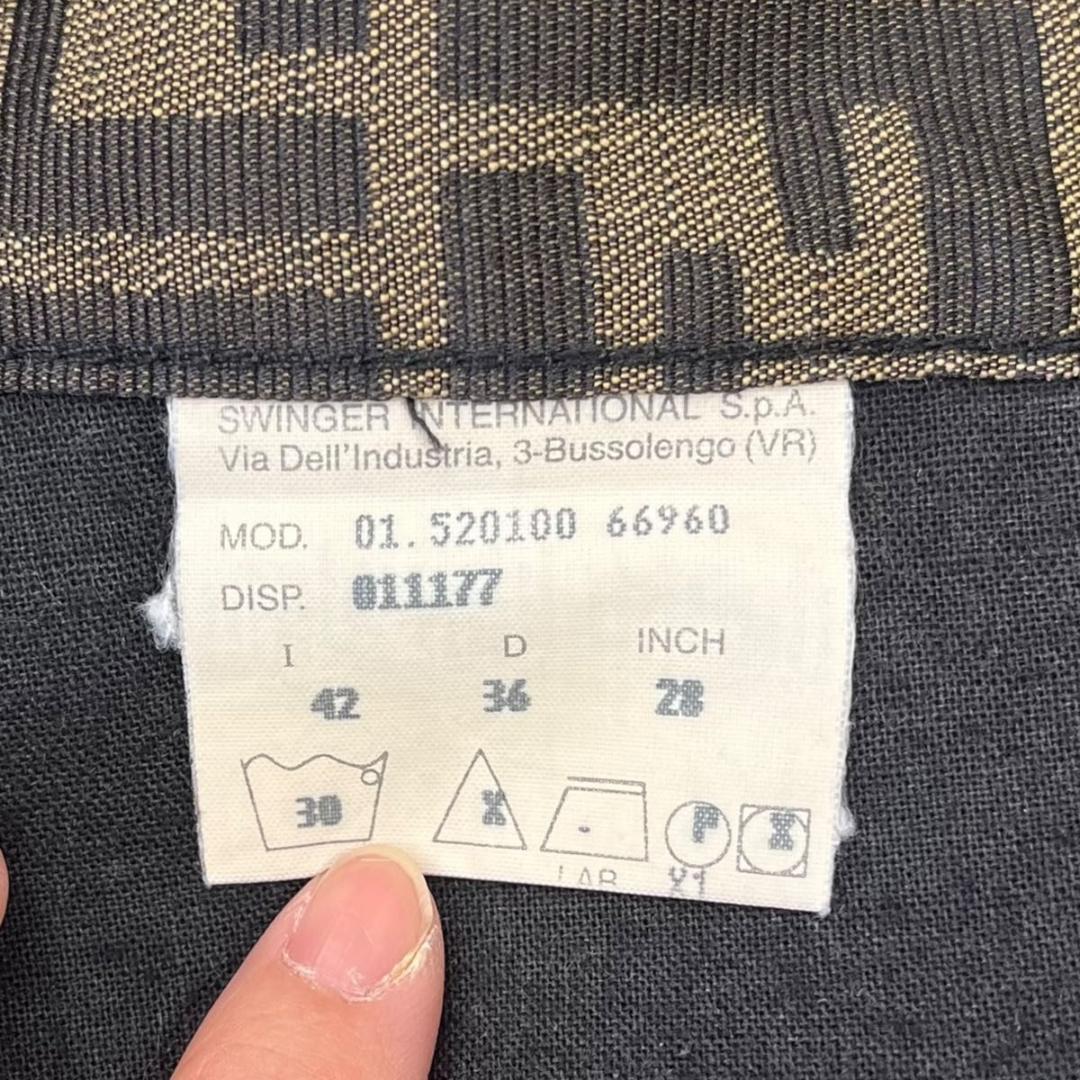 SWINGER INTERNATIONAL S.p.A.
Via Dell'Industria, 3-Bussolengo (VR)
MOD. 01.520100 66960
DISP. 011177
I D INCH
42 36 28
30 X P X
LAB X1